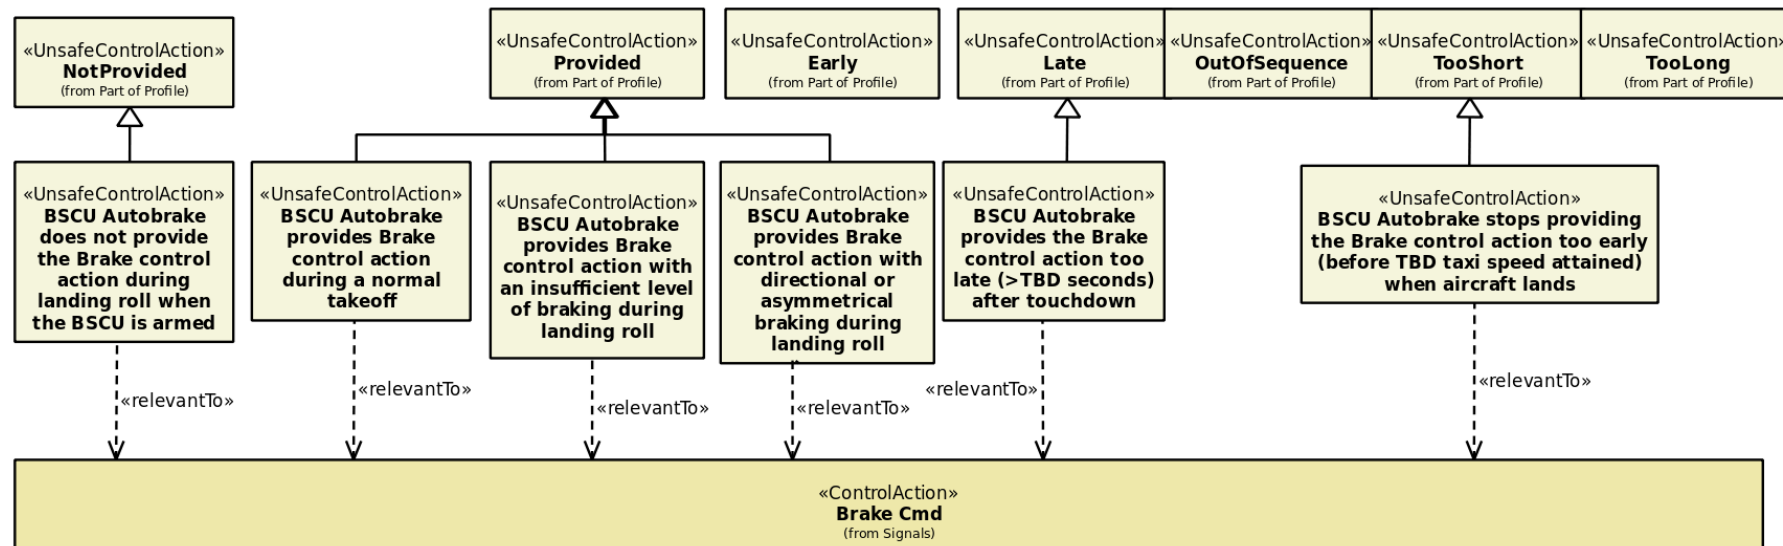 «UnsafeControlAction»
NotProvided
(from Part of Profile)
«UnsafeControlAction»
Provided
(from Part of Profile)
«UnsafeControlAction»
Early
(from Part of Profile)
«UnsafeControlAction»
Late
(from Part of Profile)
«UnsafeControlAction»
OutOfSequence
(from Part of Profile)
«UnsafeControlAction»
TooShort
(from Part of Profile)
«UnsafeControlAction»
TooLong
(from Part of Profile)
«UnsafeControlAction»
BSCU Autobrake
does not provide
the Brake control
action during
landing roll when
the BSCU is armed
«UnsafeControlAction»
BSCU Autobrake
provides Brake
control action
during a normal
takeoff
«UnsafeControlAction»
BSCU Autobrake
provides Brake
control action with
an insufficient level
of braking during
landing roll
«UnsafeControlAction»
BSCU Autobrake
provides Brake
control action with
directional or
asymmetrical
braking during
landing roll
«UnsafeControlAction»
BSCU Autobrake
provides the Brake
control action too
late (>TBD seconds)
after touchdown
«UnsafeControlAction»
BSCU Autobrake stops providing
the Brake control action too early
(before TBD taxi speed attained)
when aircraft lands
«relevantTo»
«relevantTo»
«relevantTo»
«relevantTo»
«relevantTo»
«relevantTo»
«ControlAction»
Brake Cmd
(from Signals)